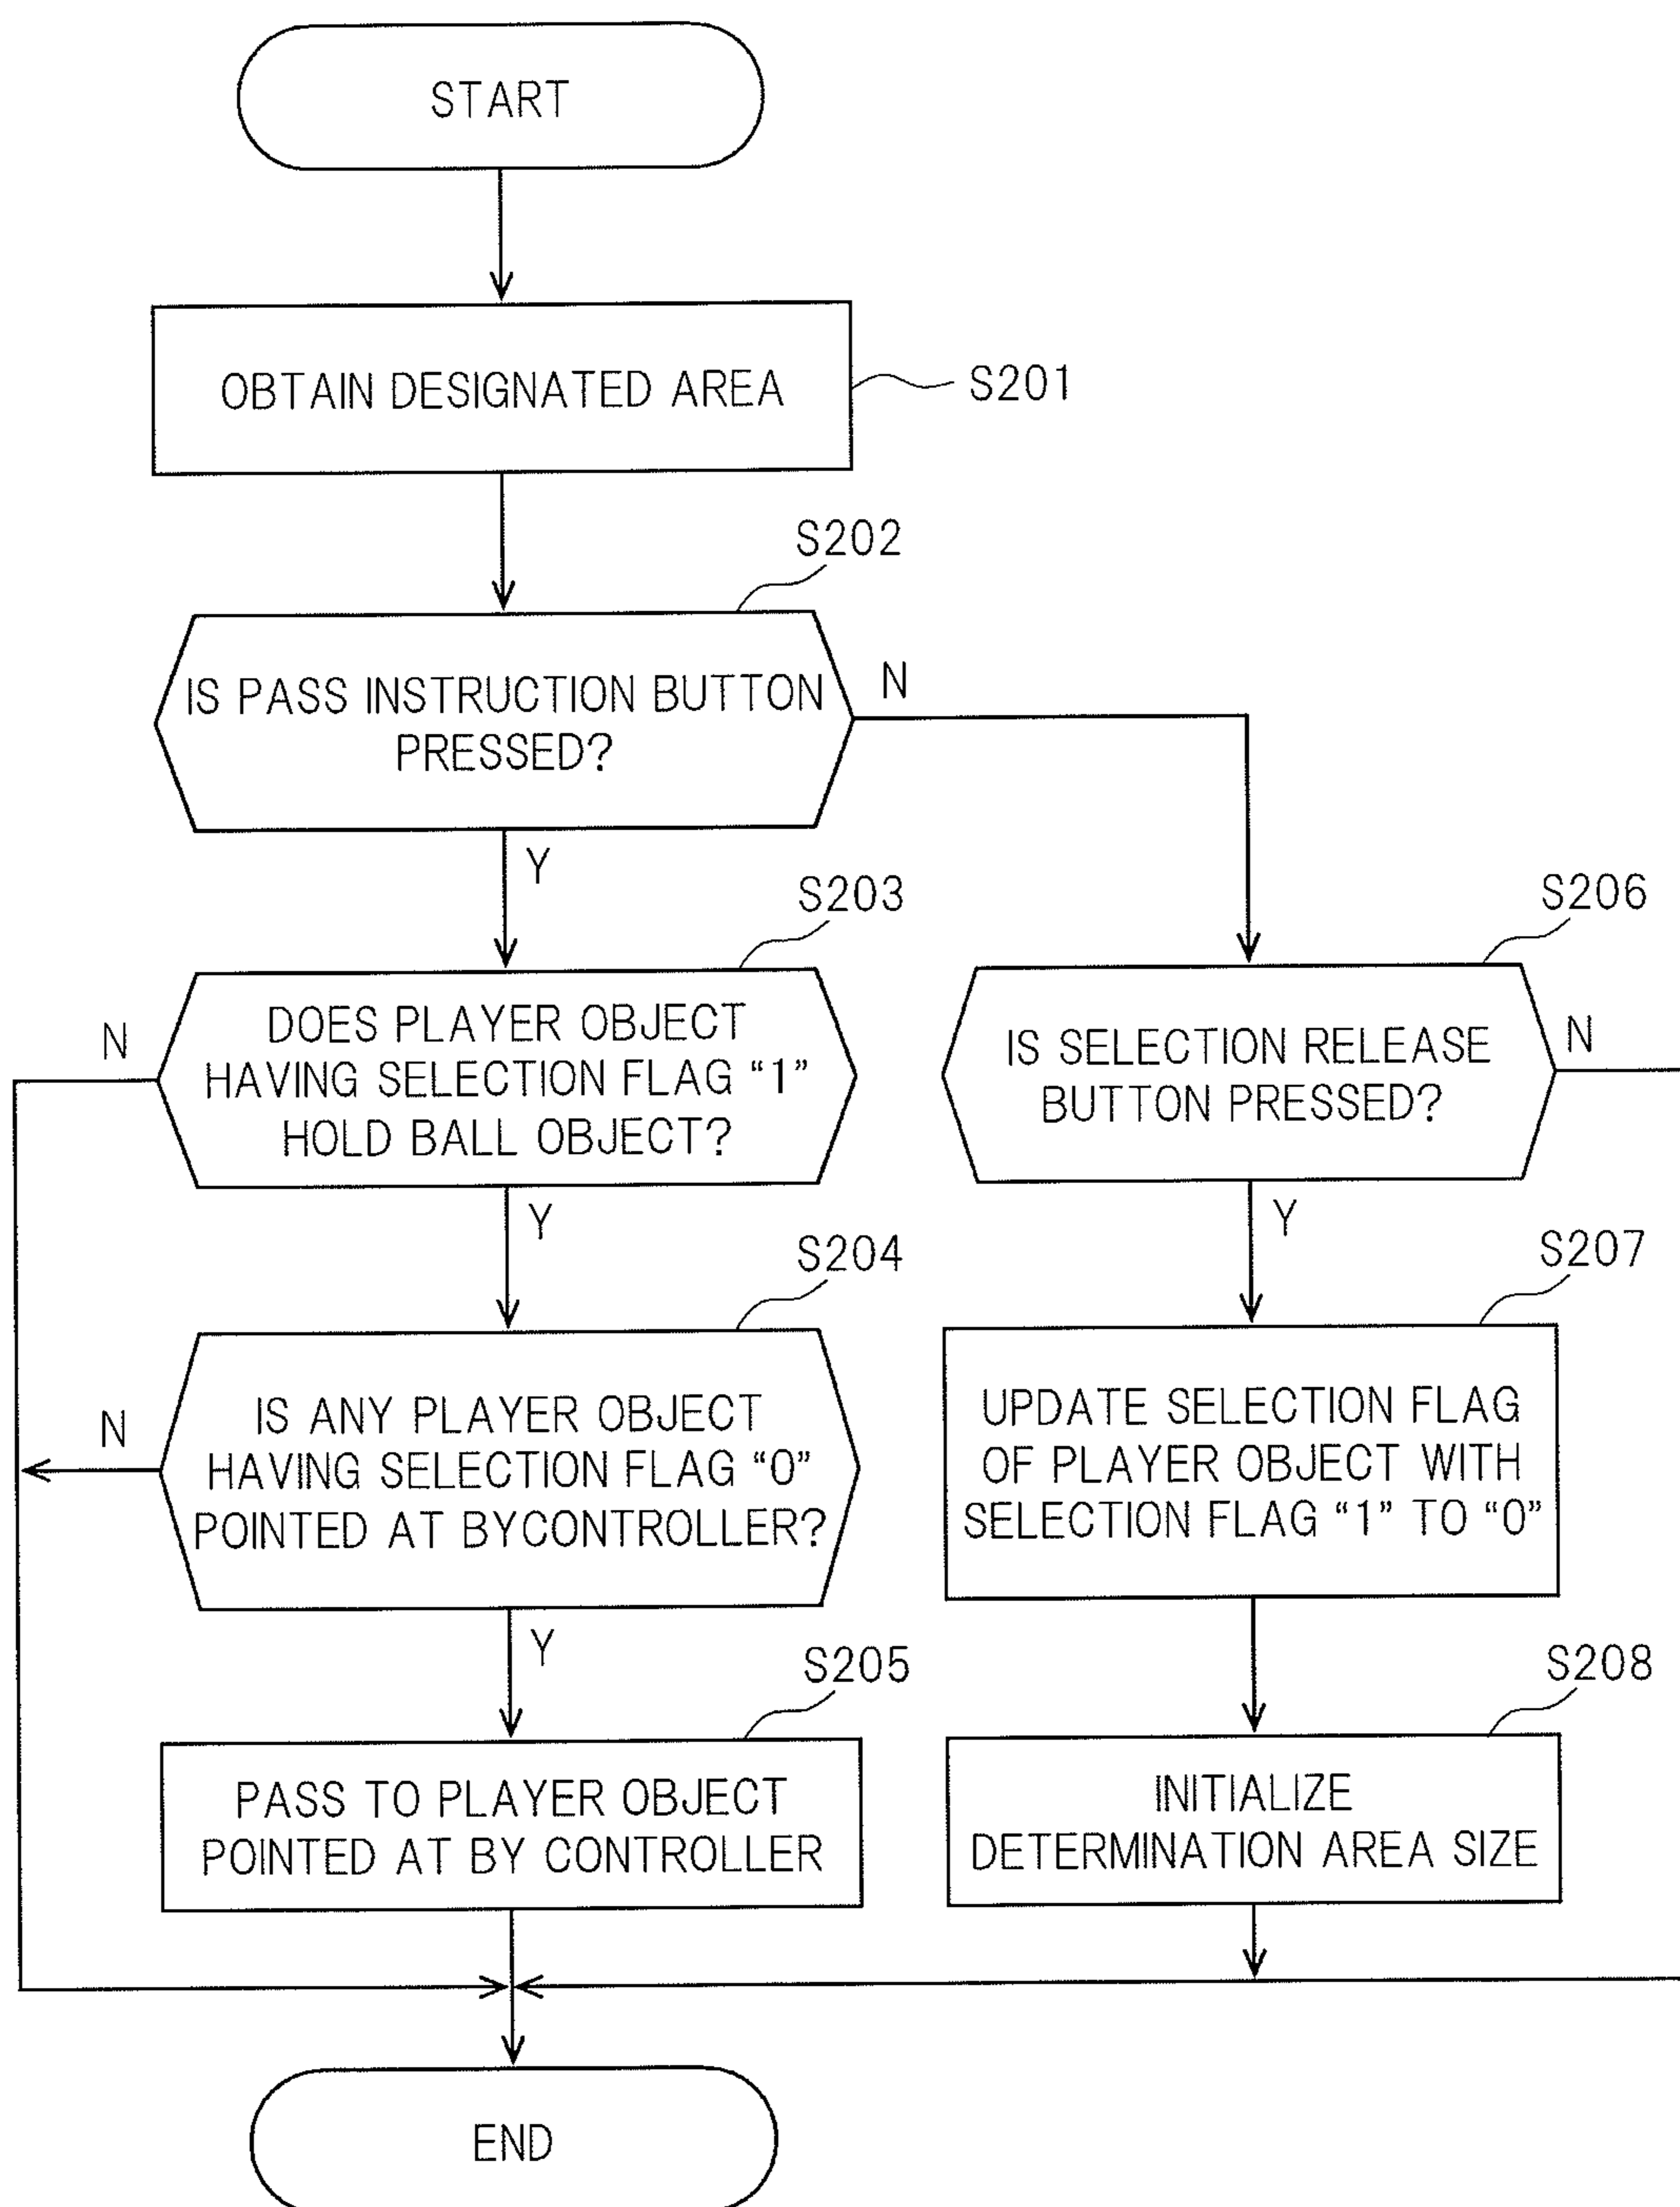 START
OBTAIN DESIGNATED AREA
S201
S202
IS PASS INSTRUCTION BUTTON
PRESSED?
N
Y
S203
DOES PLAYER OBJECT
HAVING SELECTION FLAG “1”
HOLD BALL OBJECT?
N
Y
S204
IS ANY PLAYER OBJECT
HAVING SELECTION FLAG “0”
POINTED AT BYCONTROLLER?
N
Y
S205
PASS TO PLAYER OBJECT
POINTED AT BY CONTROLLER
S206
IS SELECTION RELEASE
BUTTON PRESSED?
N
Y
S207
UPDATE SELECTION FLAG
OF PLAYER OBJECT WITH
SELECTION FLAG “1” TO “0”
S208
INITIALIZE
DETERMINATION AREA SIZE
END